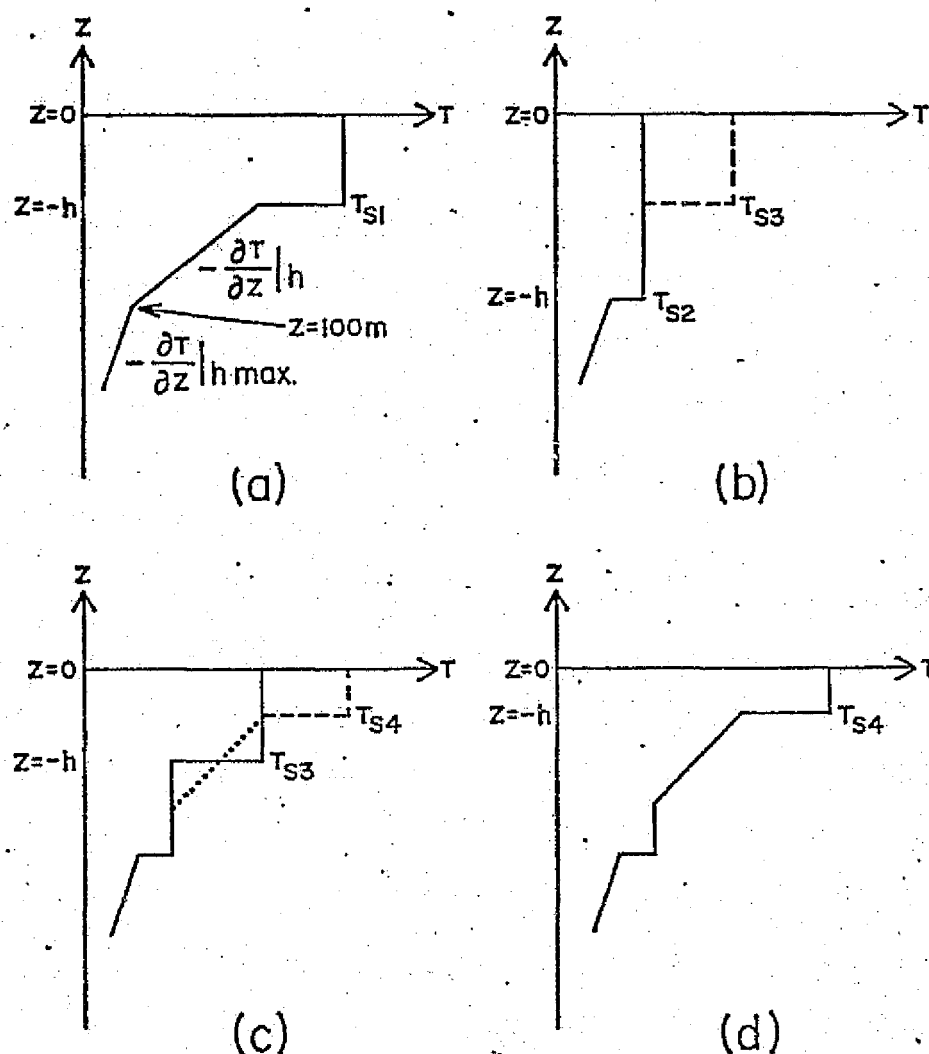 Z
Z=0
T
Z=-h
T_S1
- ∂T/∂z | h
Z=100m
- ∂T/∂z | h max.
(a)
Z
Z=0
T
T_S3
Z=-h
T_S2
(b)
Z
Z=0
T
T_S4
Z=-h
T_S3
(c)
Z
Z=0
T
Z=-h
T_S4
(d)